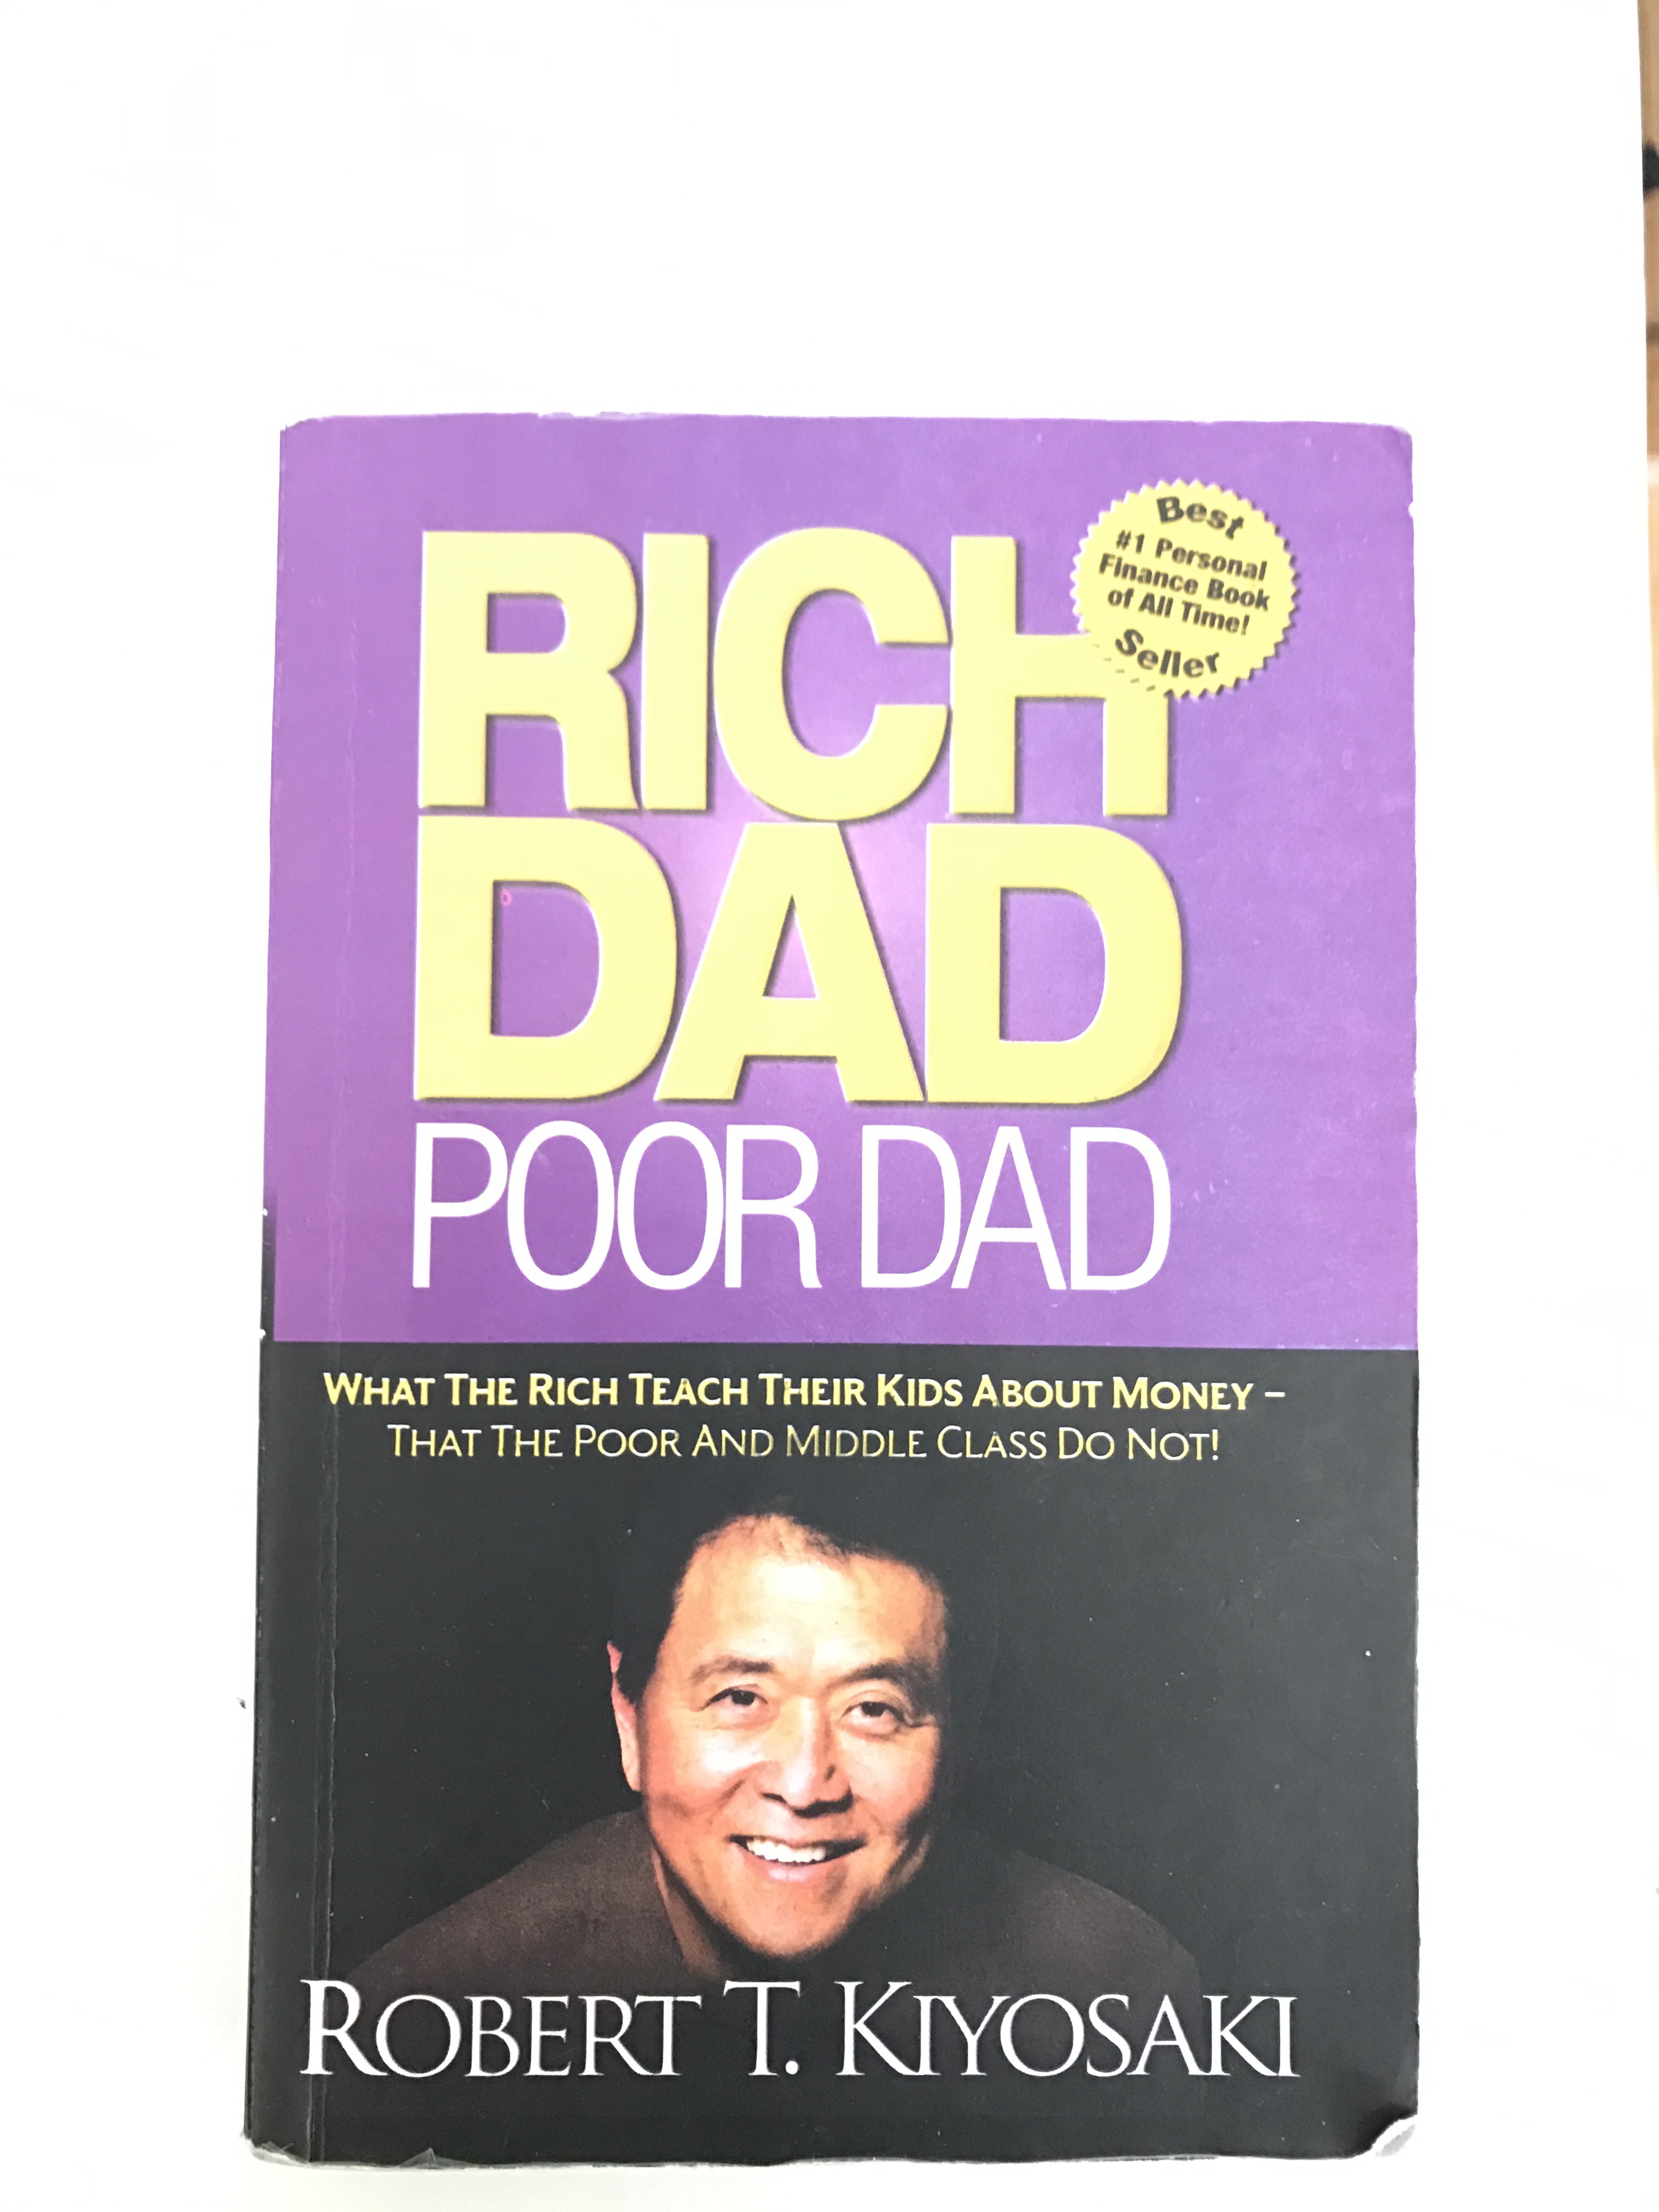 Best
#1 Personal
Finance Book
of All Time!
Seller
RICH
DAD
POOR DAD
WHAT THE RICH TEACH THEIR KIDS ABOUT MONEY –
THAT THE POOR AND MIDDLE CLASS DO NOT!
ROBERT T. KIYOSAKI